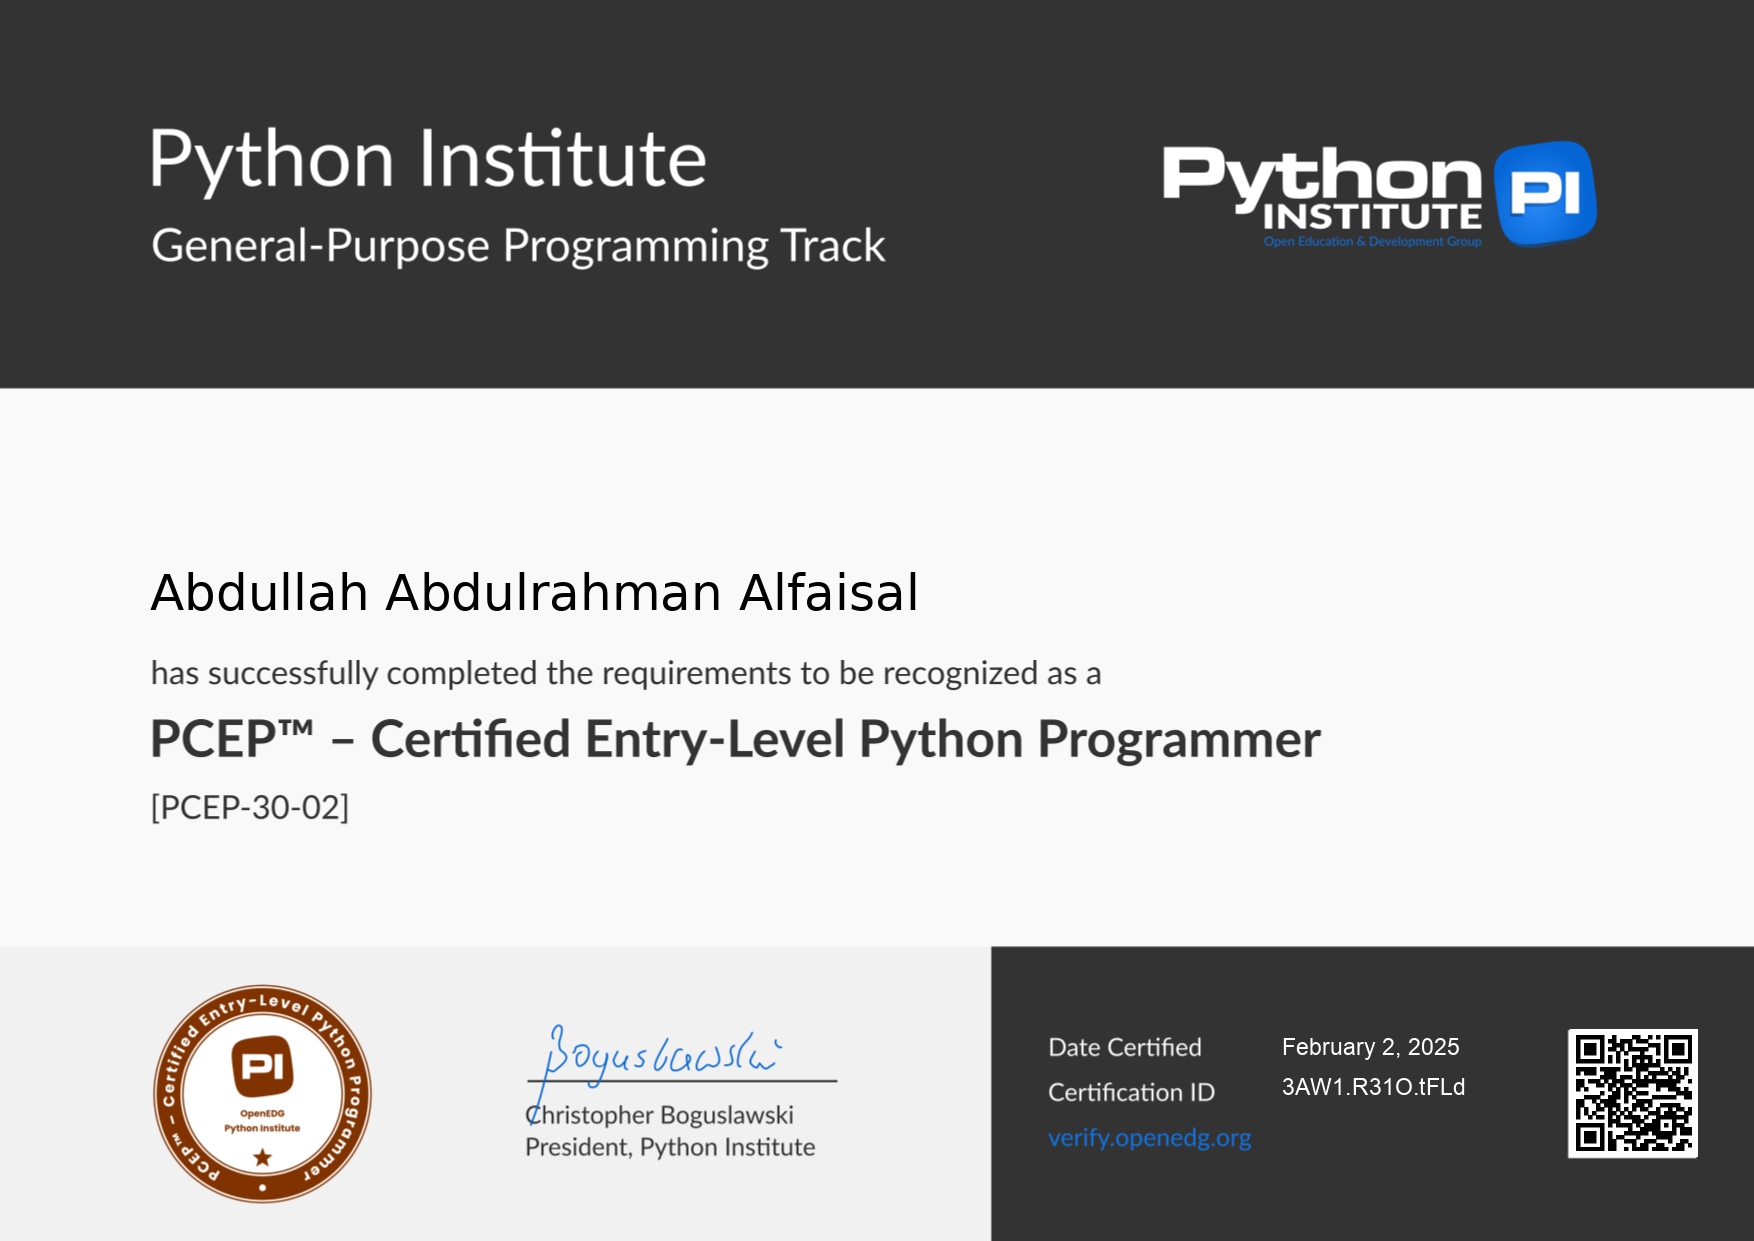 Python Institute
General-Purpose Programming Track
Python
INSTITUTE
Open Education & Development Group
PI
Abdullah Abdulrahman Alfaisal
has successfully completed the requirements to be recognized as a
PCEP™ – Certified Entry-Level Python Programmer
[PCEP-30-02]
PCEP™ – Certified Entry-Level Python Programmer
PI
OpenEDG
Python Institute
Boguslawski
Christopher Boguslawski
President, Python Institute
Date Certified February 2, 2025
Certification ID 3AW1.R31O.tFLd
verify.openedg.org